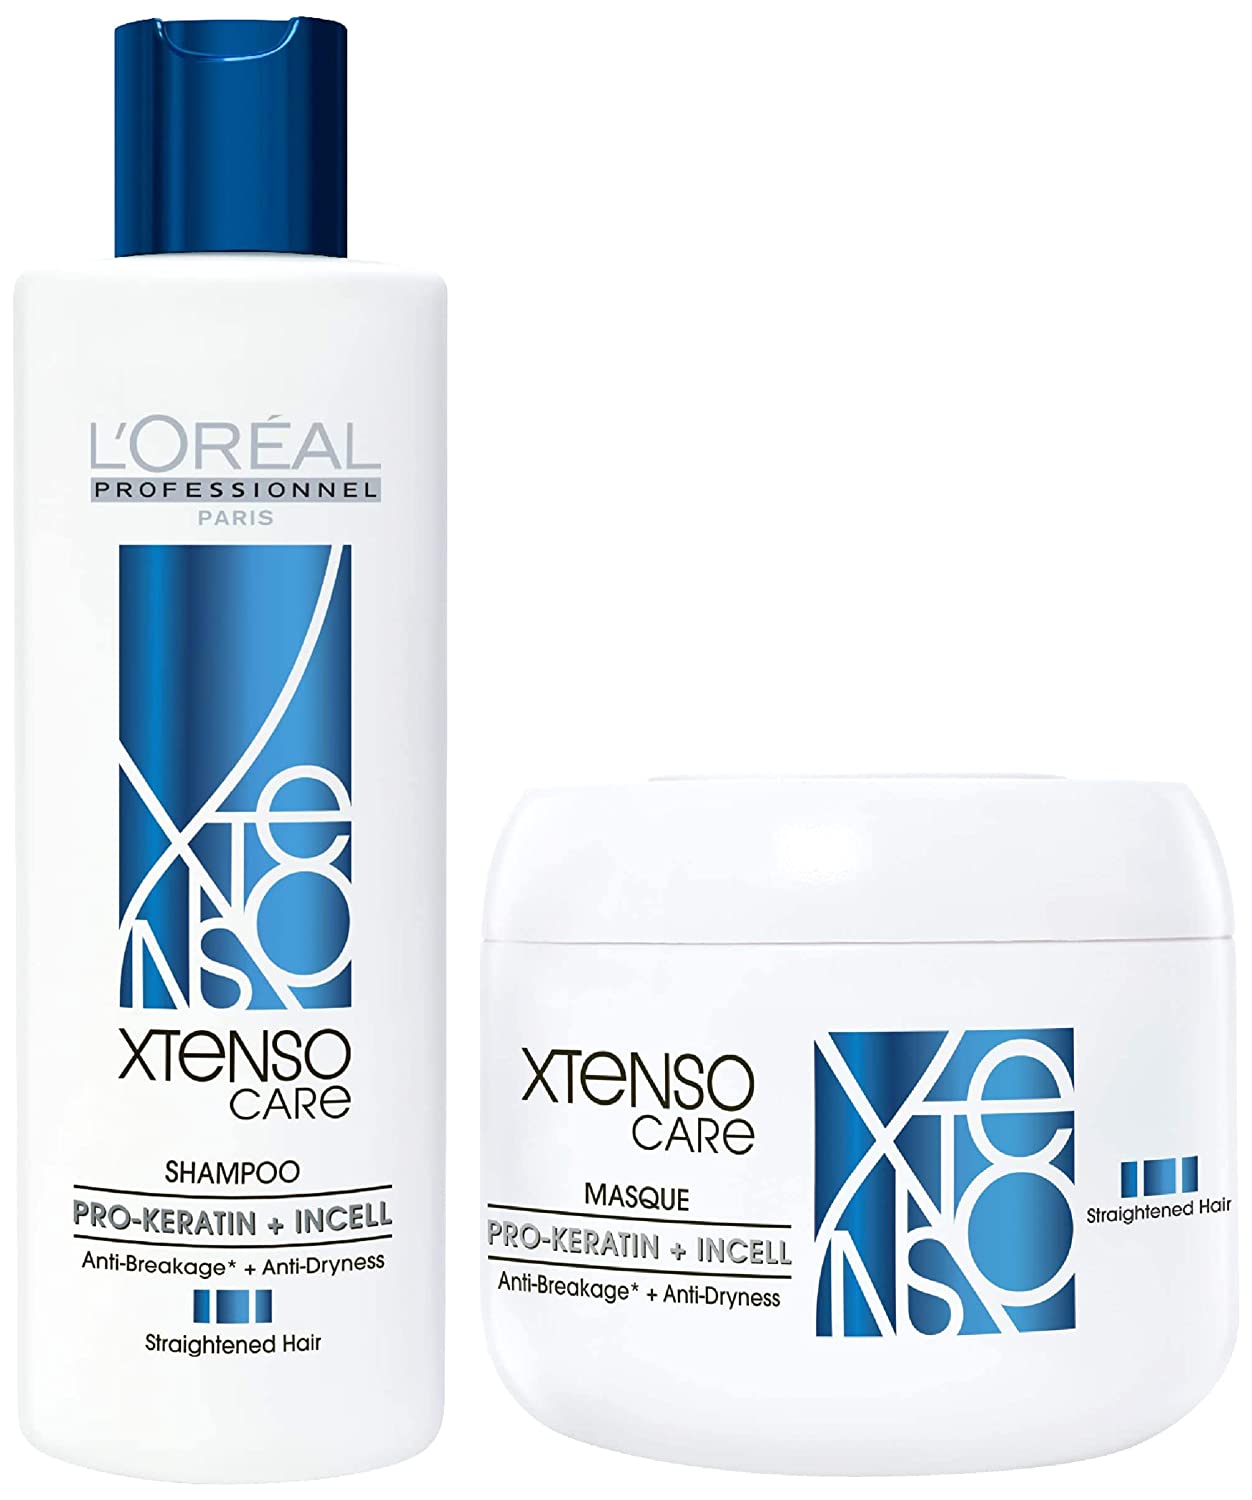 L'ORÉAL
PROFESSIONNEL
PARIS
XTENSO
XTENSO
CARE
SHAMPOO
PRO-KERATIN + INCELL
Anti-Breakage* + Anti-Dryness
Straightened Hair
XTENSO
CARE
MASQUE
PRO-KERATIN + INCELL
Anti-Breakage* + Anti-Dryness
XTENSO
Straightened Hair